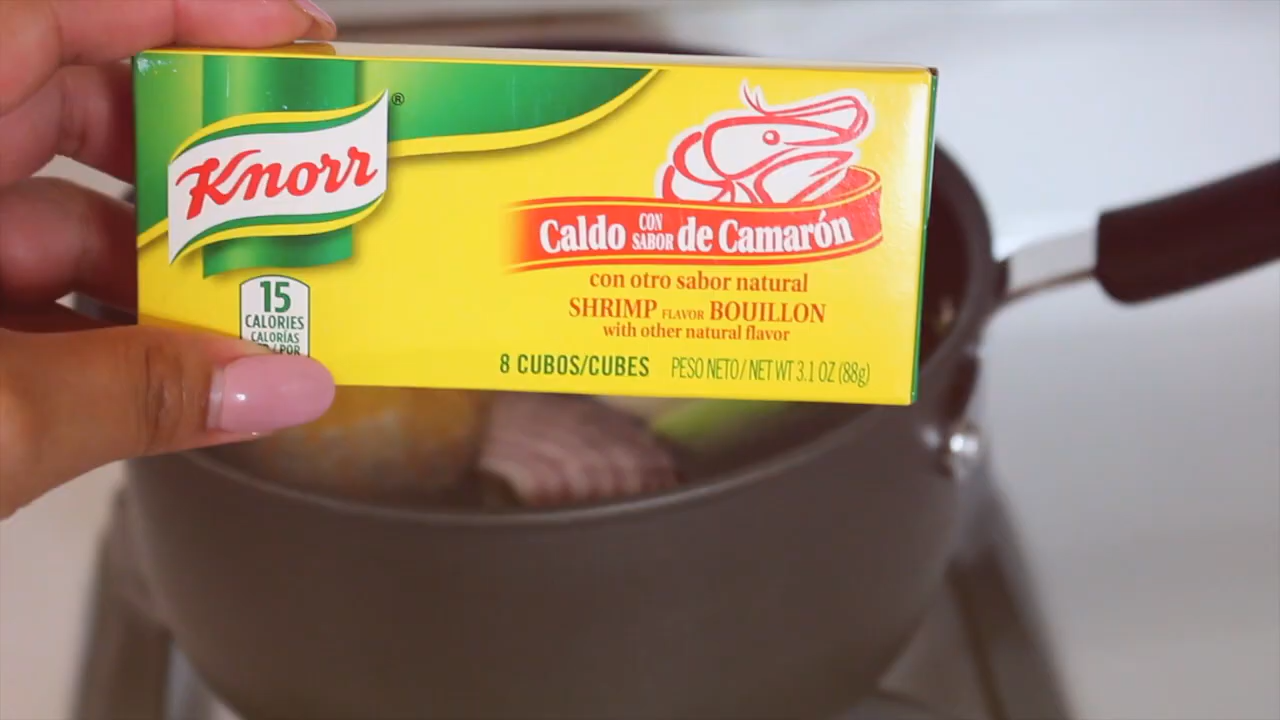 Knorr®
Caldo CON SABOR de Camarón
con otro sabor natural
SHRIMP FLAVOR BOUILLON
with other natural flavor
15
CALORIES
CALORÍAS
8 CUBOS/CUBES PESO NETO/NET WT 3.1 OZ (88g)